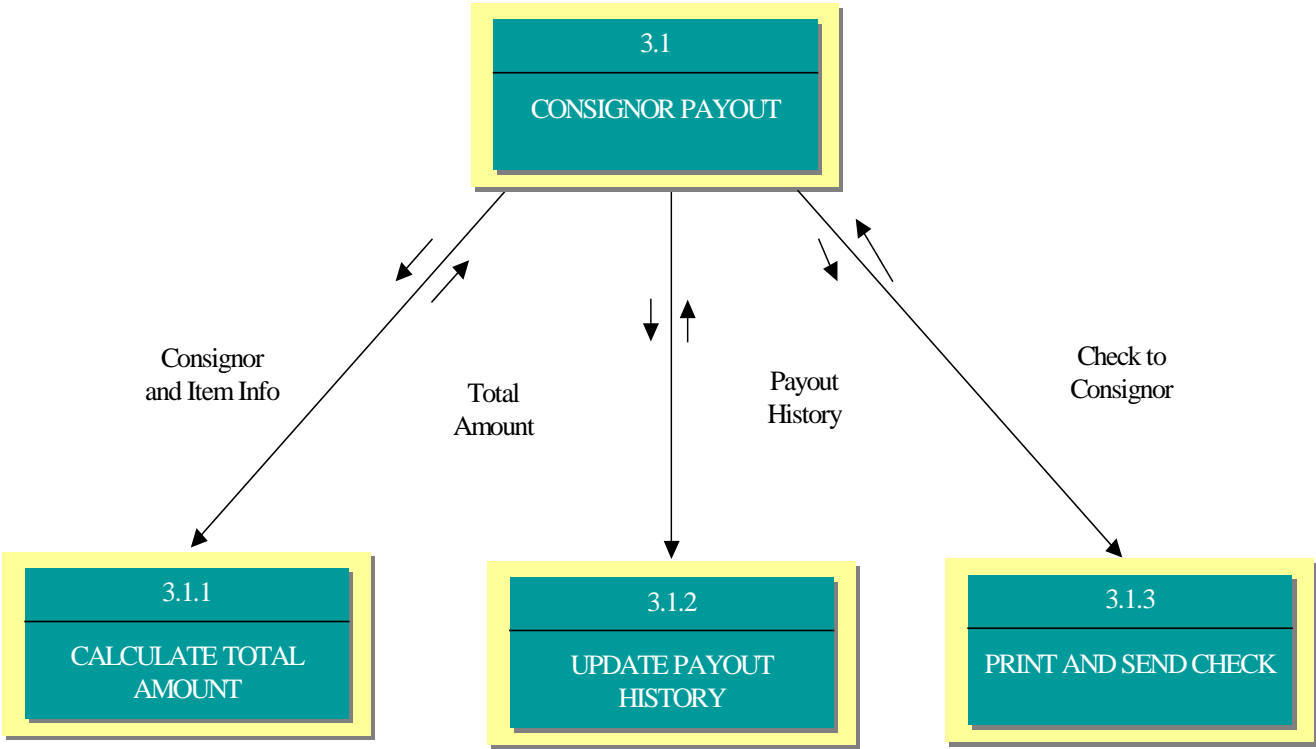 3.1
CONSIGNOR PAYOUT
Consignor
and Item Info
Total
Amount
Payout
History
Check to
Consignor
3.1.1
CALCULATE TOTAL
AMOUNT
3.1.2
UPDATE PAYOUT
HISTORY
3.1.3
PRINT AND SEND CHECK